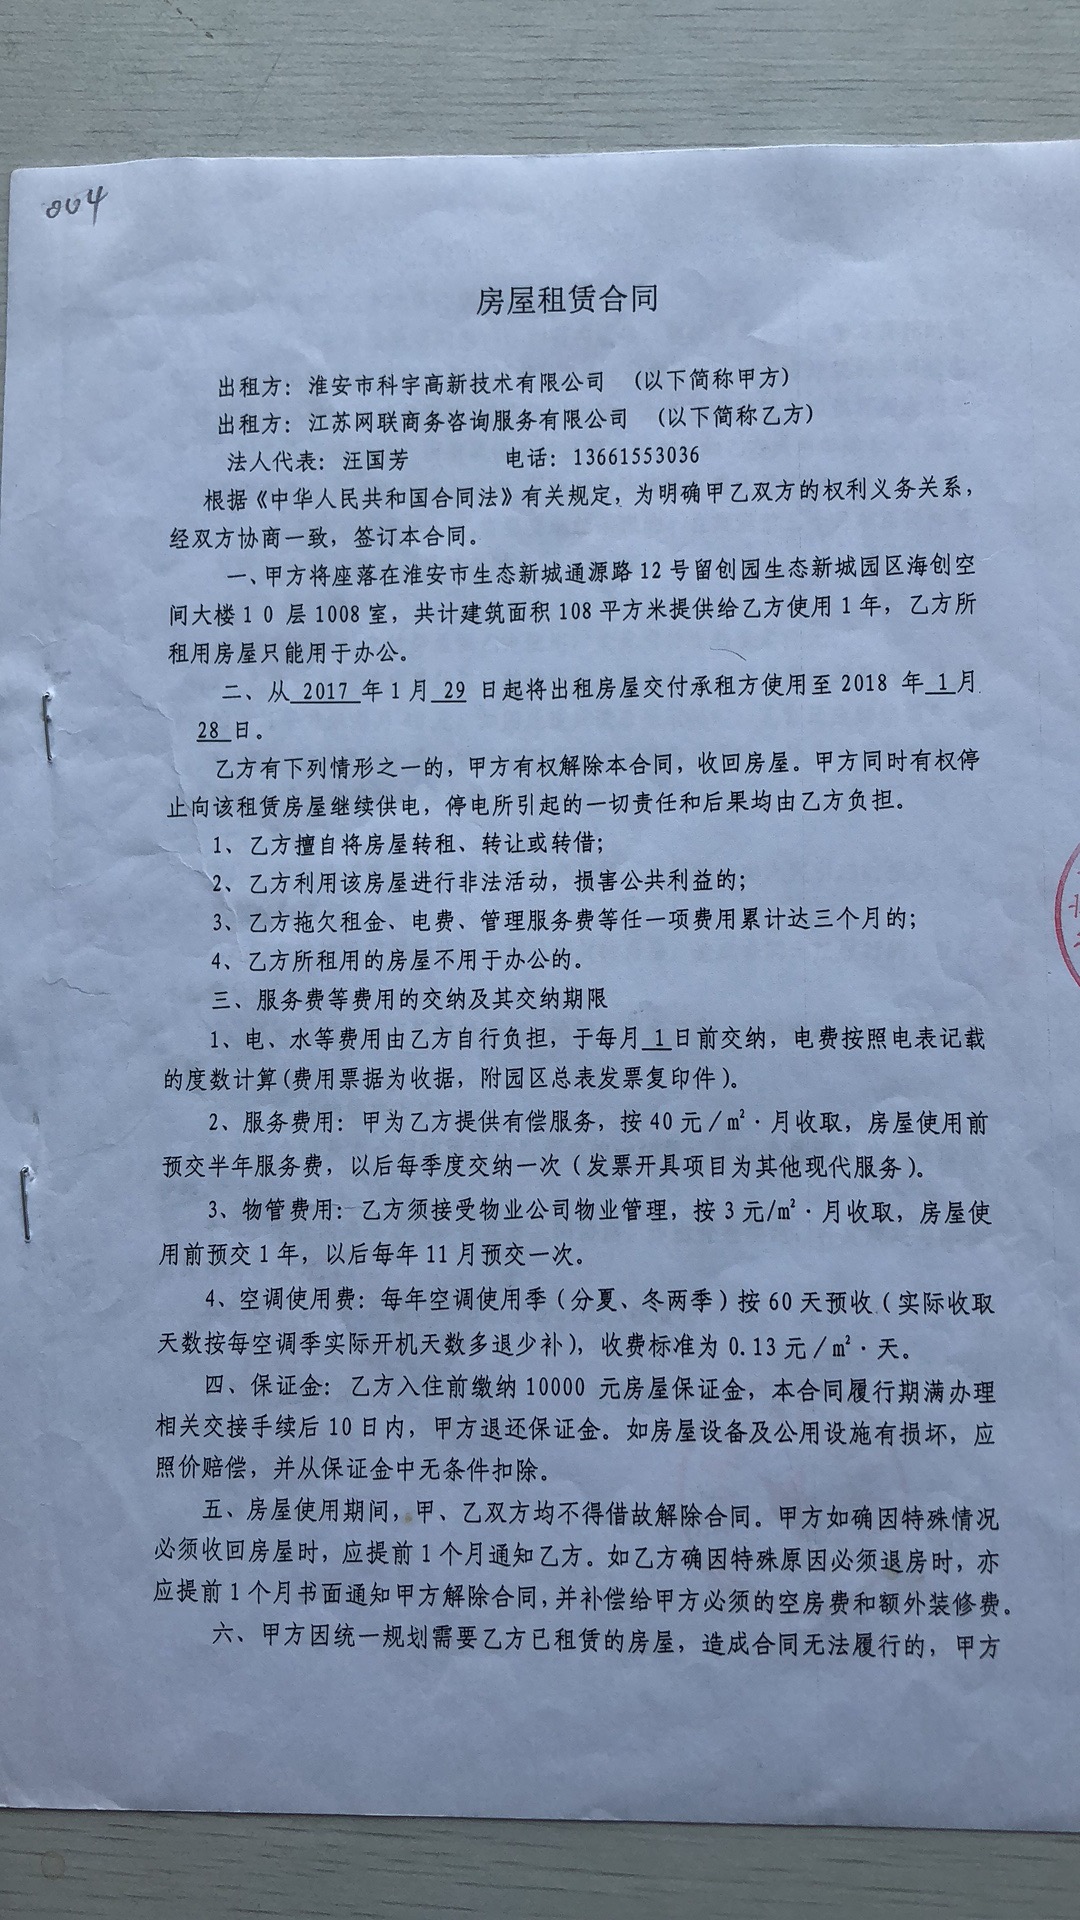 004
房屋租赁合同
出租方：淮安市科宇高新技术有限公司 （以下简称甲方）
出租方：江苏网联商务咨询服务有限公司 （以下简称乙方）
法人代表：汪国芳 电话：13661553036
根据《中华人民共和国合同法》有关规定，为明确甲乙双方的权利义务关系，
经双方协商一致，签订本合同。
一、甲方将座落在淮安市生态新城通源路12号留创园生态新城园区海创空
间大楼10 层1008室，共计建筑面积108平方米提供给乙方使用1年，乙方所
租用房屋只能用于办公。
二、从 2017 年1月 29 日起将出租房屋交付承租方使用至2018 年 1 月
28 日。
乙方有下列情形之一的，甲方有权解除本合同，收回房屋。甲方同时有权停
止向该租赁房屋继续供电，停电所引起的一切责任和后果均由乙方负担。
1、乙方擅自将房屋转租、转让或转借；
2、乙方利用该房屋进行非法活动，损害公共利益的；
3、乙方拖欠租金、电费、管理服务费等任一项费用累计达三个月的；
4、乙方所租用的房屋不用于办公的。
三、服务费等费用的交纳及其交纳期限
1、电、水等费用由乙方自行负担，于每月 1 日前交纳，电费按照电表记载
的度数计算(费用票据为收据，附园区总表发票复印件)。
2、服务费用：甲为乙方提供有偿服务，按40元/㎡·月收取，房屋使用前
预交半年服务费，以后每季度交纳一次（发票开具项目为其他现代服务）。
3、物管费用：乙方须接受物业公司物业管理，按3元/㎡·月收取，房屋使
用前预交1年，以后每年11月预交一次。
4、空调使用费：每年空调使用季（分夏、冬两季）按60天预收（实际收取
天数按每空调季实际开机天数多退少补），收费标准为0.13元/㎡·天。
四、保证金：乙方入住前缴纳10000 元房屋保证金，本合同履行期满办理
相关交接手续后10日内，甲方退还保证金。如房屋设备及公用设施有损坏，应
照价赔偿，并从保证金中无条件扣除。
五、房屋使用期间，甲、乙双方均不得借故解除合同。甲方如确因特殊情况
必须收回房屋时，应提前1个月通知乙方。如乙方确因特殊原因必须退房时，亦
应提前1个月书面通知甲方解除合同，并补偿给甲方必须的空房费和额外装修费。
六、甲方因统一规划需要乙方已租赁的房屋，造成合同无法履行的，甲方